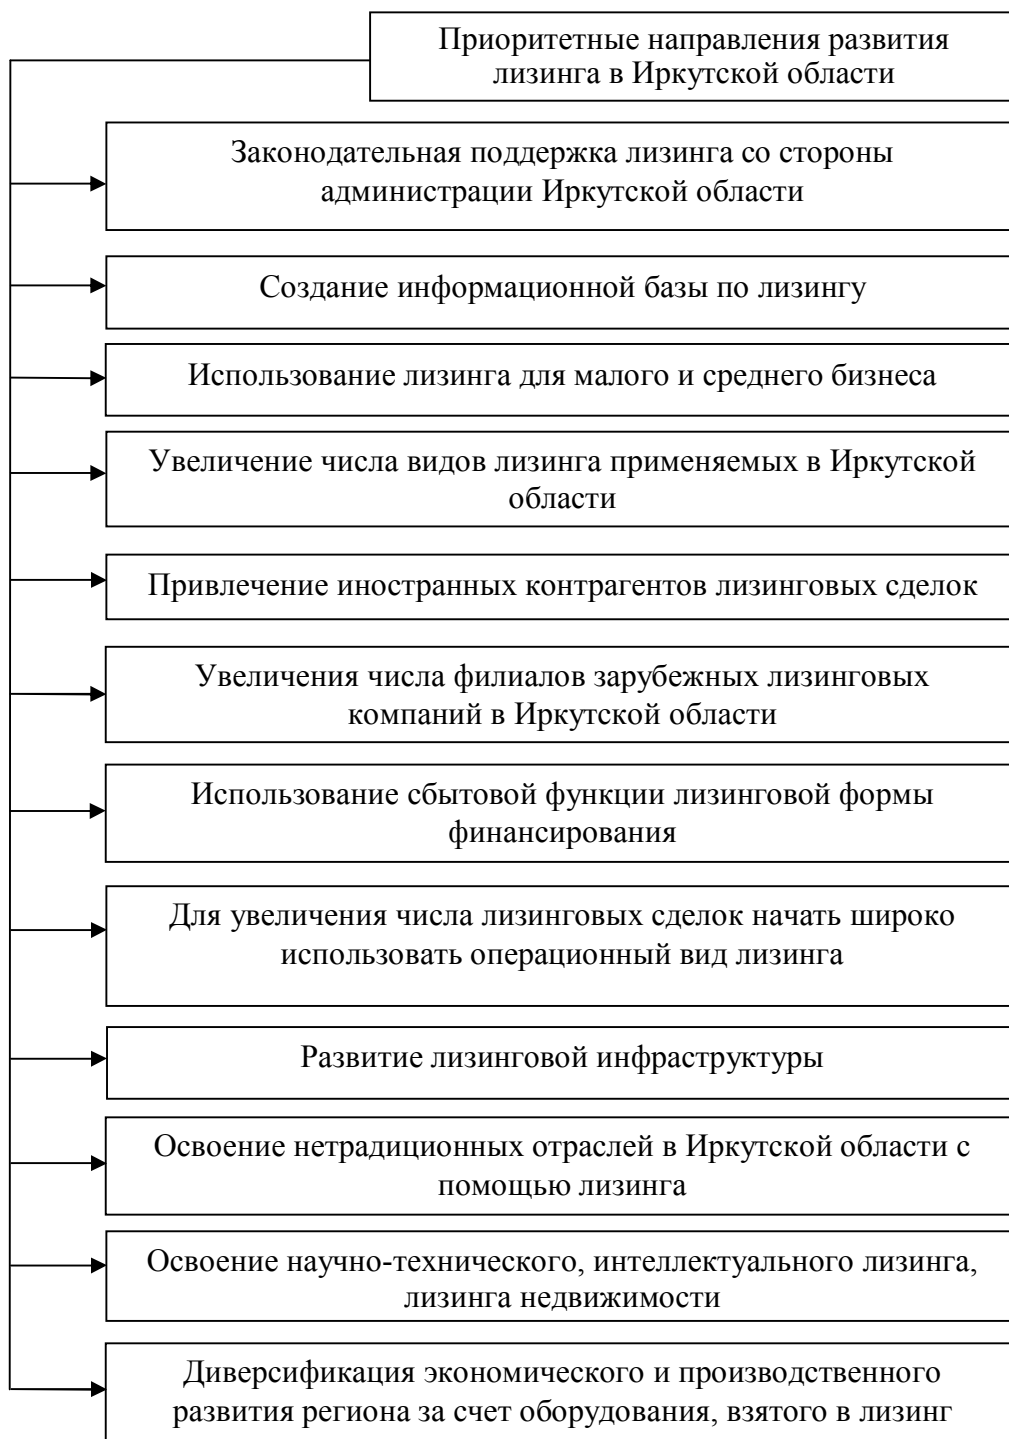 Приоритетные направления развития
лизинга в Иркутской области
Законодательная поддержка лизинга со стороны
администрации Иркутской области
Создание информационной базы по лизингу
Использование лизинга для малого и среднего бизнеса
Увеличение числа видов лизинга применяемых в Иркутской
области
Привлечение иностранных контрагентов лизинговых сделок
Увеличения числа филиалов зарубежных лизинговых
компаний в Иркутской области
Использование сбытовой функции лизинговой формы
финансирования
Для увеличения числа лизинговых сделок начать широко
использовать операционный вид лизинга
Развитие лизинговой инфраструктуры
Освоение нетрадиционных отраслей в Иркутской области с
помощью лизинга
Освоение научно-технического, интеллектуального лизинга,
лизинга недвижимости
Диверсификация экономического и производственного
развития региона за счет оборудования, взятого в лизинг